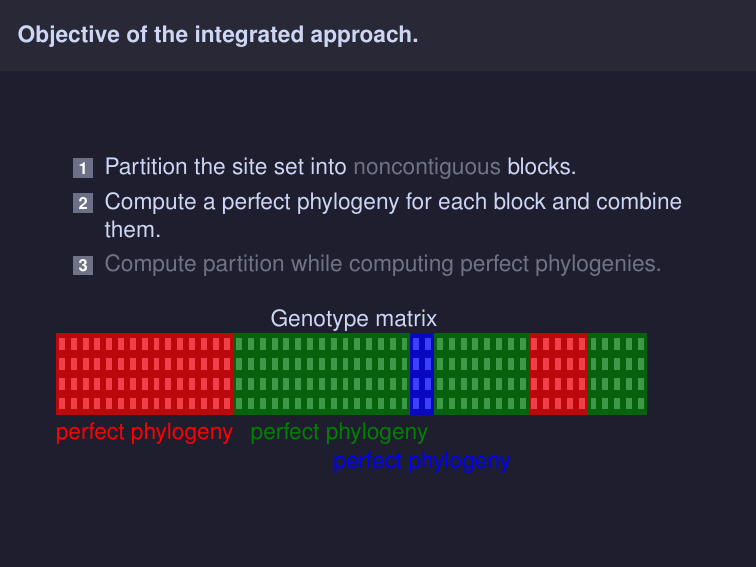 Objective of the integrated approach.
1 Partition the site set into noncontiguous blocks.
2 Compute a perfect phylogeny for each block and combine
them.
3 Compute partition while computing perfect phylogenies.
Genotype matrix
perfect phylogeny perfect phylogeny
perfect phylogeny